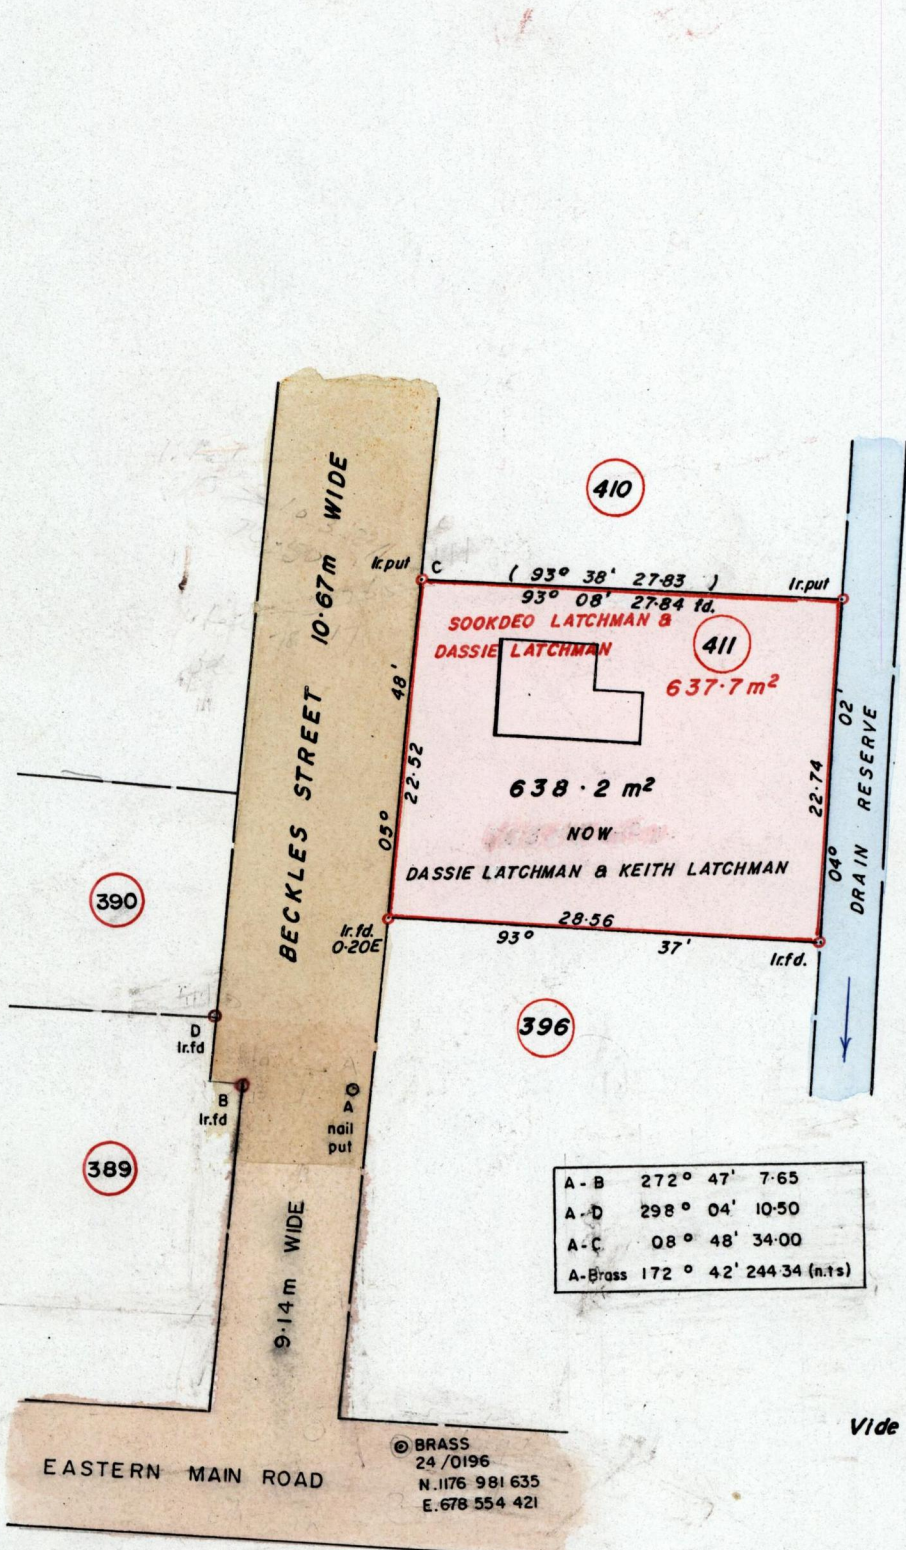 410
Ir.put
C
( 93° 38' 27·83 )
93° 08' 27·84 fd.
Ir.put
SOOKDEO LATCHMAN &
DASSIE LATCHMAN
411
637·7 m²
BECKLES STREET 10·67m WIDE
05° 48'
22·52
638·2 m²
NOW
DASSIE LATCHMAN & KEITH LATCHMAN
22·74
04° 02'
DRAIN RESERVE
390
Ir.fd.
0·20E
28·56
93° 37'
Ir.fd.
396
D
Ir.fd
B
Ir.fd
A
nail
put
389
9·14m WIDE
A-B 272° 47' 7·65
A-D 298° 04' 10·50
A-C 08° 48' 34·00
A-Brass 172° 42' 244·34 (n.t.s)
Vide
EASTERN MAIN ROAD
BRASS
24/0196
N.1176 981 635
E.678 554 421